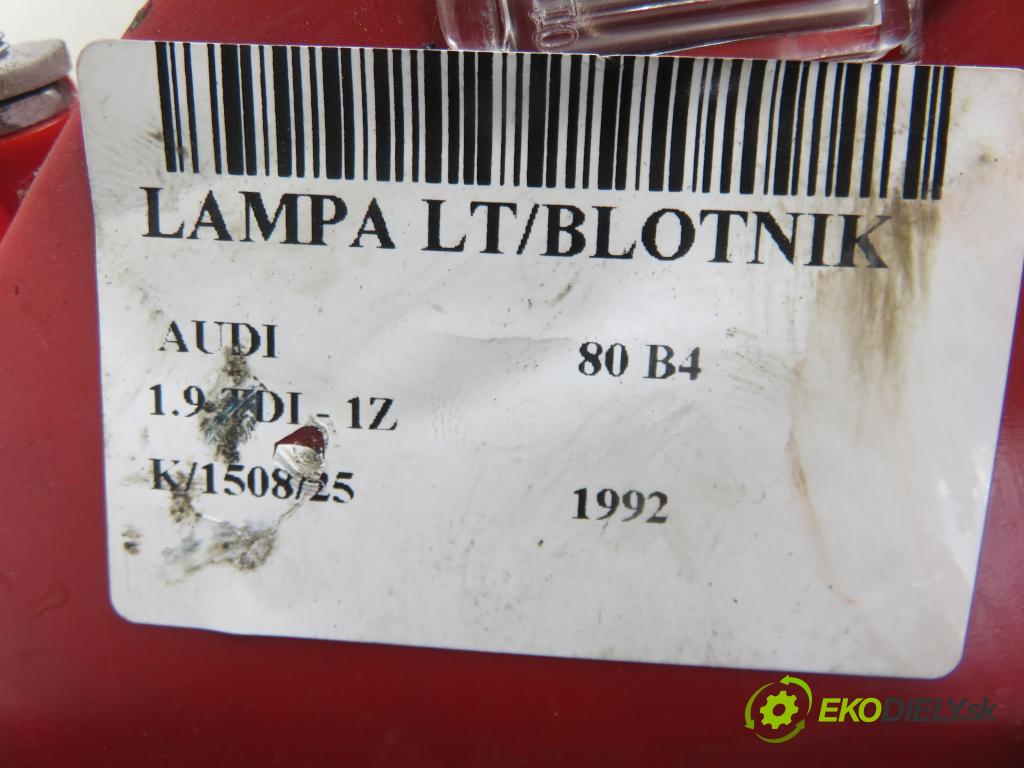 LAMPA LT/BLOTNIK
AUDI 80 B4
1.9 TDI - 1Z
K/1508/25 1992
EKODIELY.sk